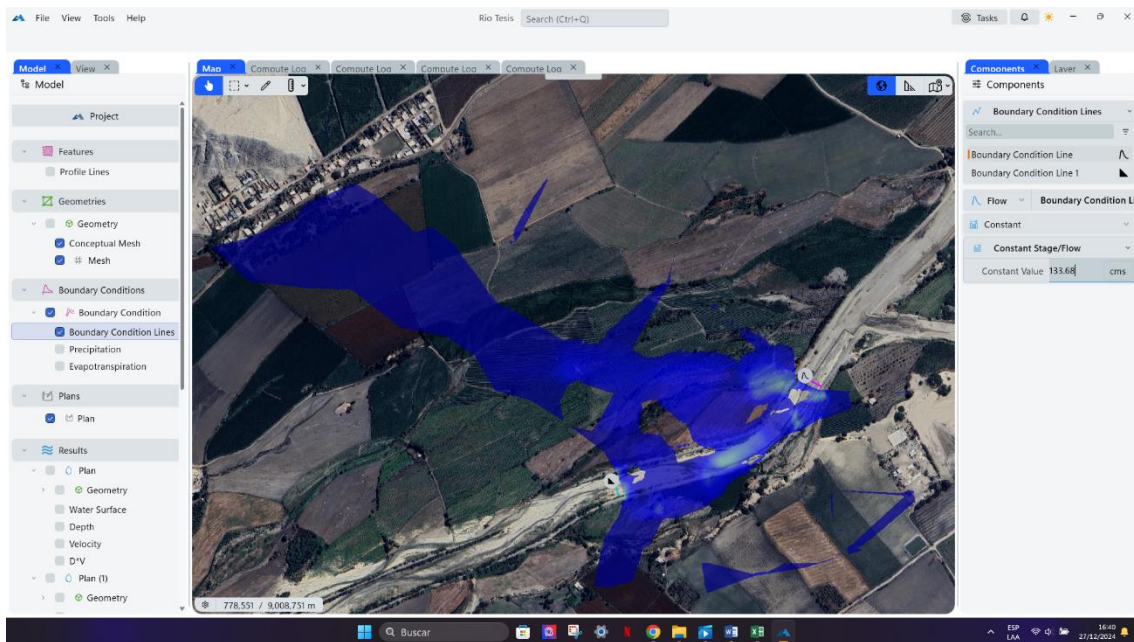 File View Tools Help
Rio Tesis
Search (Ctrl+Q)
Tasks
Model × View ×
Map × Compute Log × Compute Log × Compute Log × Compute Log ×
Components × Layer ×
Model
Project
Features
Profile Lines
Geometries
Geometry
Conceptual Mesh
Mesh
Boundary Conditions
Boundary Condition
Boundary Condition Lines
Precipitation
Evapotranspiration
Plans
Plan
Results
Plan
Geometry
Water Surface
Depth
Velocity
D*V
Plan (1)
Geometry
778,551 / 9,008,751 m
Components
Boundary Condition Lines
Search...
Boundary Condition Line
Boundary Condition Line 1
Flow Boundary Condition Li
Constant
Constant Stage/Flow
Constant Value 133.68 cms
Buscar
ESP
LAA
16:40
27/12/2024